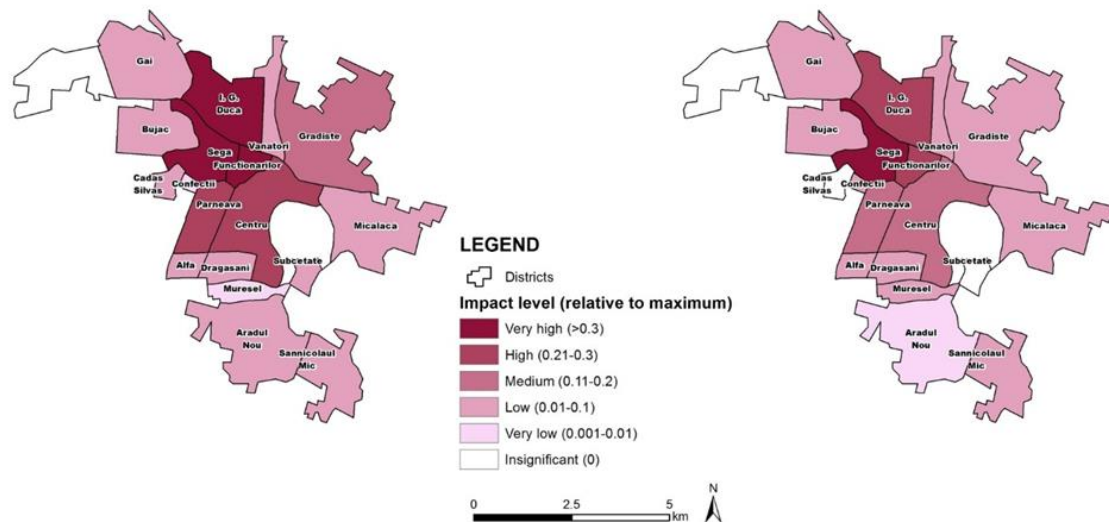 Gai
I. G.
Duca
Bujac
Vanatori
Gradiste
Sega
Functionarilor
Cadas
Silvas
Confectii
Parneava
Centru
Micalaca
Subcetate
Alfa
Dragasani
Muresel
Aradul
Nou
Sannicolaul
Mic
LEGEND
Districts
Impact level (relative to maximum)
Very high (>0.3)
High (0.21-0.3)
Medium (0.11-0.2)
Low (0.01-0.1)
Very low (0.001-0.01)
Insignificant (0)
0
2.5
5
km
N
Gai
I. G.
Duca
Bujac
Vanatori
Gradiste
Sega
Functionarilor
Cadas
Silvas
Confectii
Parneava
Centru
Micalaca
Subcetate
Alfa
Dragasani
Muresel
Aradul
Nou
Sannicolaul
Mic